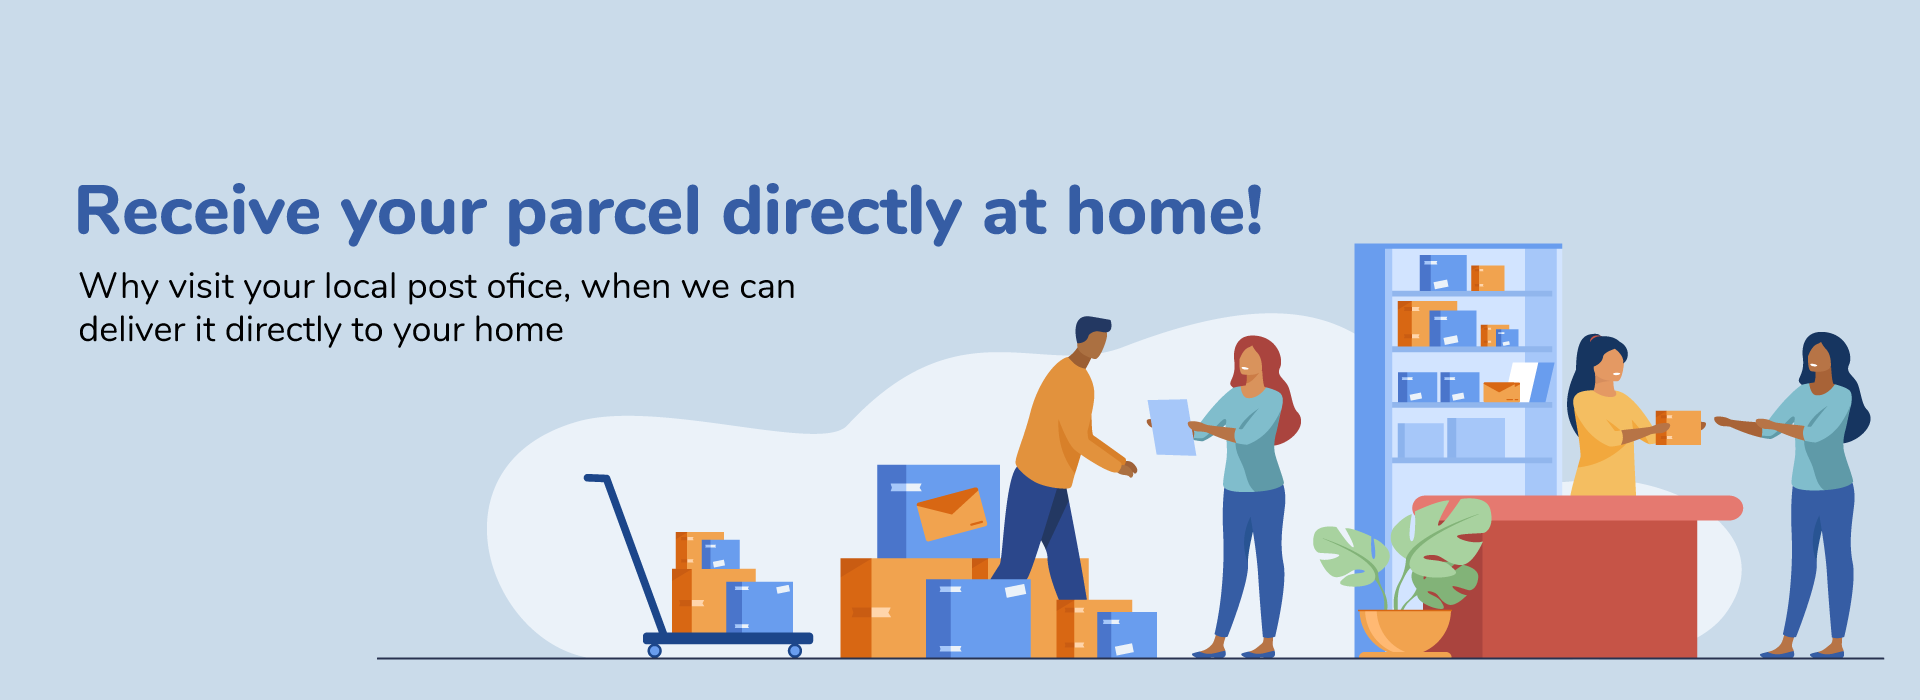 Receive your parcel directly at home!
Why visit your local post ofice, when we can
deliver it directly to your home